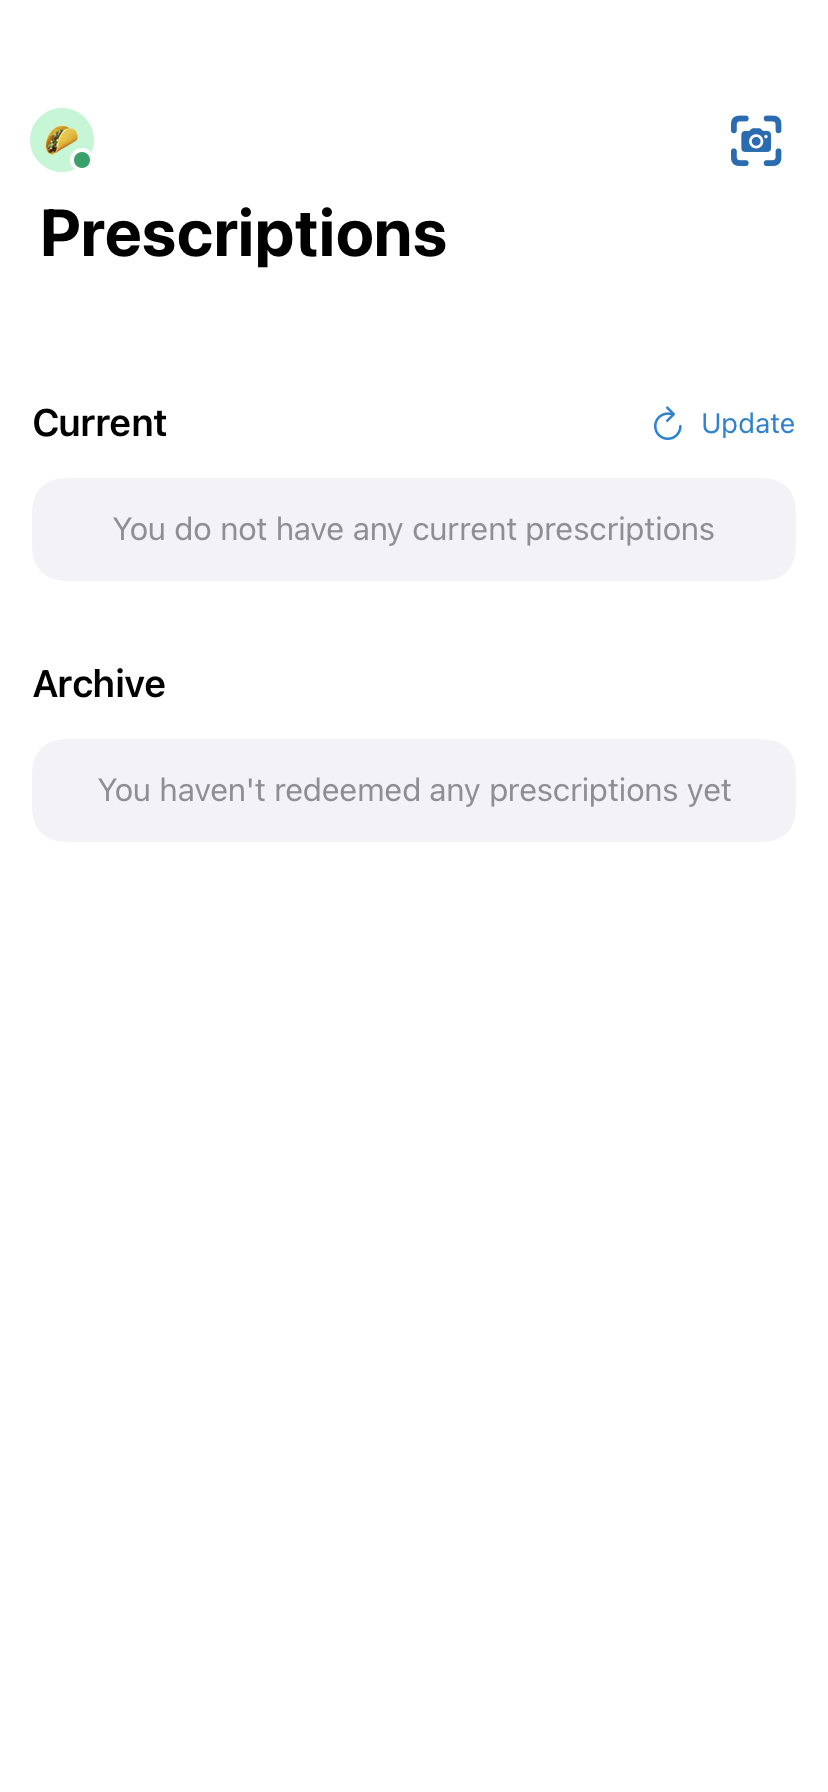 Prescriptions
Current
Update
You do not have any current prescriptions
Archive
You haven't redeemed any prescriptions yet